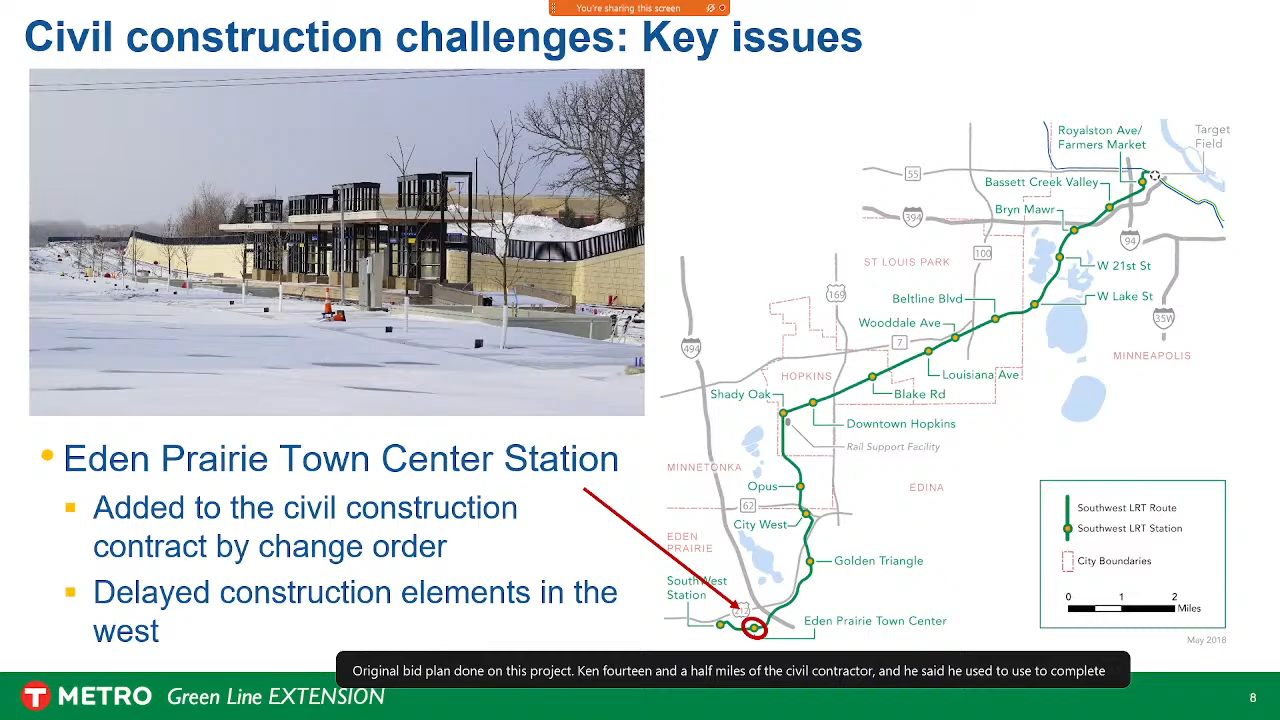 You're sharing this screen
Civil construction challenges: Key issues
Eden Prairie Town Center Station
Added to the civil construction
contract by change order
Delayed construction elements in the
west
Royalston Ave/
Farmers Market
Target
Field
55
Bassett Creek Valley
394
Bryn Mawr
94
100
ST LOUIS PARK
W 21st St
169
Beltline Blvd
W Lake St
Wooddale Ave
35W
7
494
MINNEAPOLIS
HOPKINS
Louisiana Ave
Shady Oak
Blake Rd
Downtown Hopkins
Rail Support Facility
MINNETONKA
Opus
EDINA
62
City West
EDEN
PRAIRIE
Golden Triangle
SouthWest
Station
212
Eden Prairie Town Center
Southwest LRT Route
Southwest LRT Station
City Boundaries
0 1 2
Miles
May 2018
Original bid plan done on this project. Ken fourteen and a half miles of the civil contractor, and he said he used to use to complete
T METRO Green Line EXTENSION
8